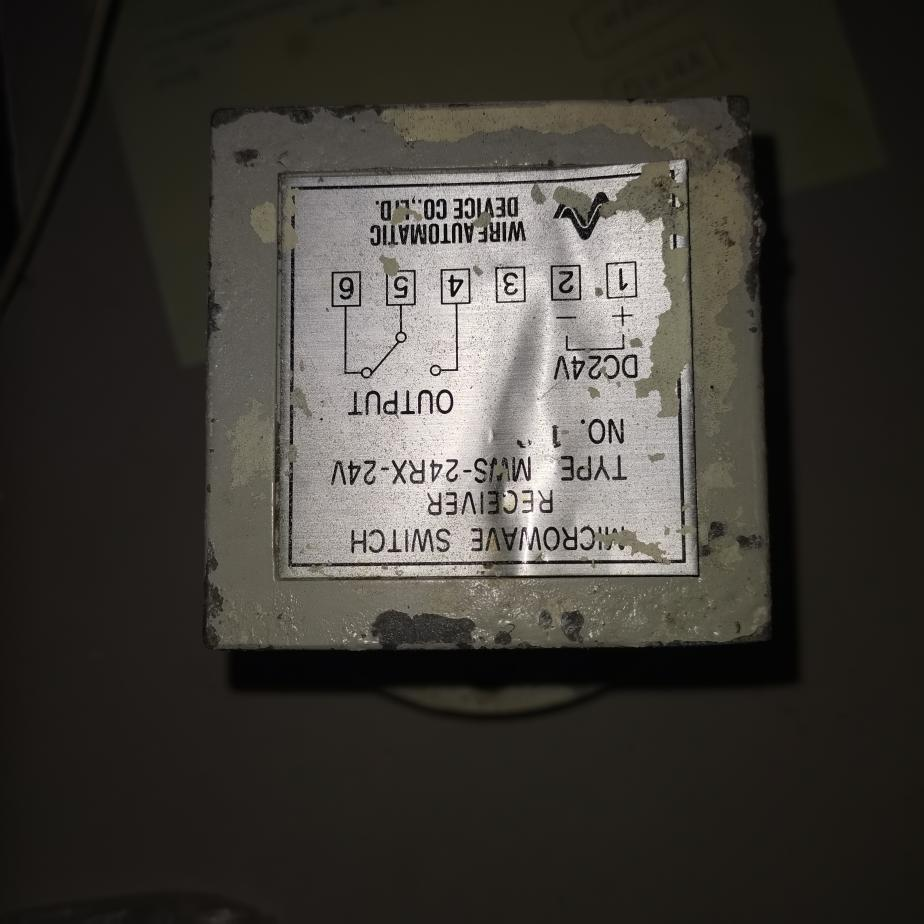 MICROWAVE SWITCH
RECEIVER
TYPE MWS-24RX-24V
NO. 1
DC24V
OUTPUT
+ −
1 2 3 4 5 6
WIREAUTOMATIC
DEVICE CO.,LTD.